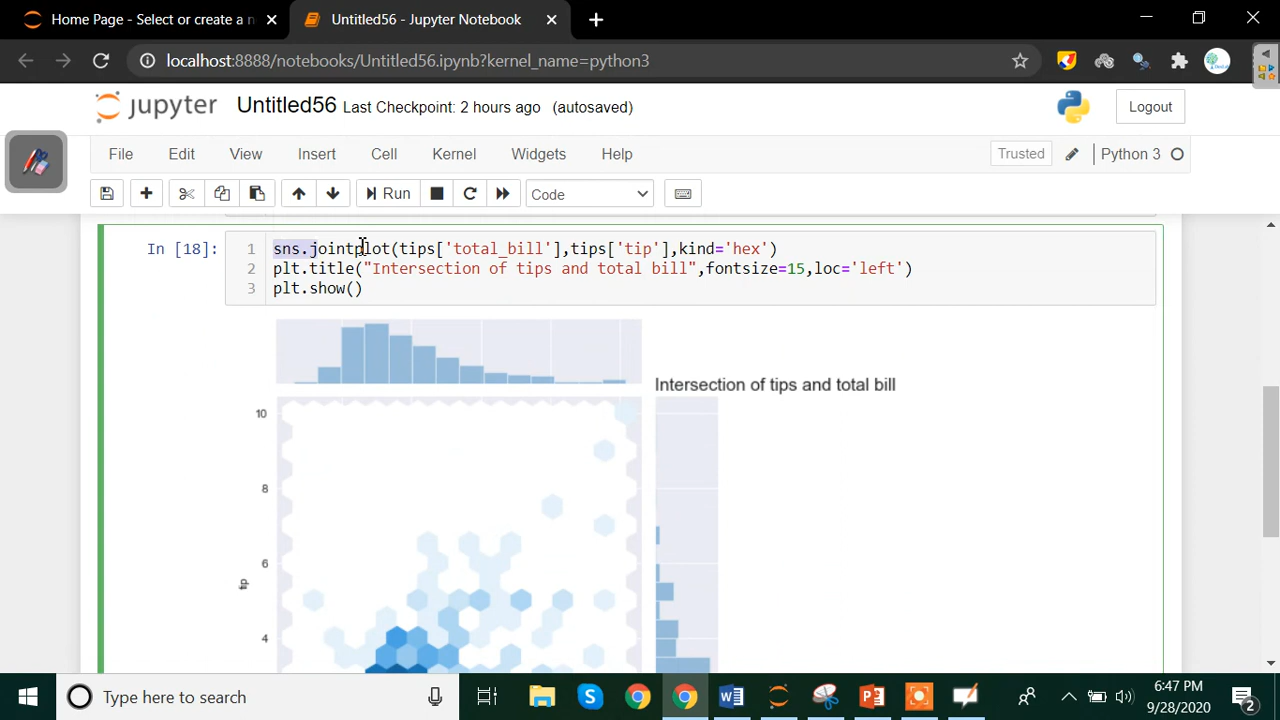 Home Page - Select or create a n
Untitled56 - Jupyter Notebook
localhost:8888/notebooks/Untitled56.ipynb?kernel_name=python3
jupyter Untitled56 Last Checkpoint: 2 hours ago (autosaved)
Logout
File Edit View Insert Cell Kernel Widgets Help
Trusted
Python 3
Run
Code
In [18]:
1 sns.jointplot(tips['total_bill'],tips['tip'],kind='hex')
2 plt.title("Intersection of tips and total bill",fontsize=15,loc='left')
3 plt.show()
Intersection of tips and total bill
10
8
6
tip
4
Type here to search
6:47 PM
9/28/2020
2